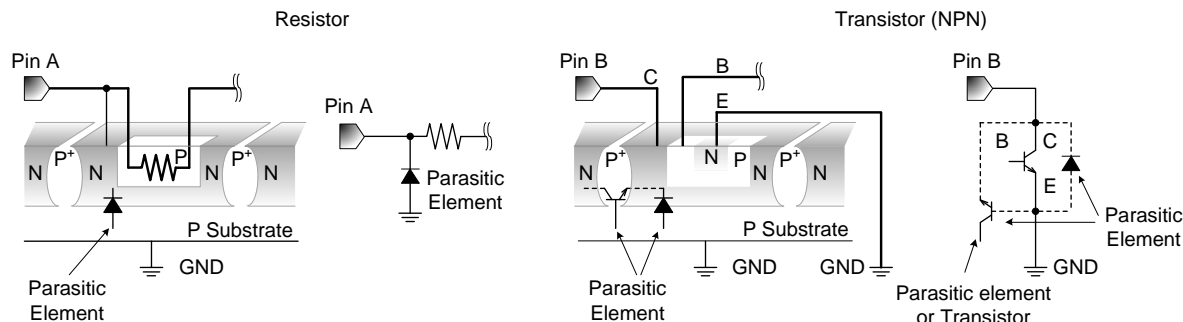 Resistor
Transistor (NPN)
Pin A
Pin A
N
P+
N
P
N
P+
N
Parasitic
Element
P Substrate
GND
Parasitic
Element
Pin B
C
B
E
N
P+
N
N
P
N
P+
N
P Substrate
GND
GND
Parasitic
Element
Pin B
B
C
E
Parasitic
Element
GND
Parasitic element
or Transistor